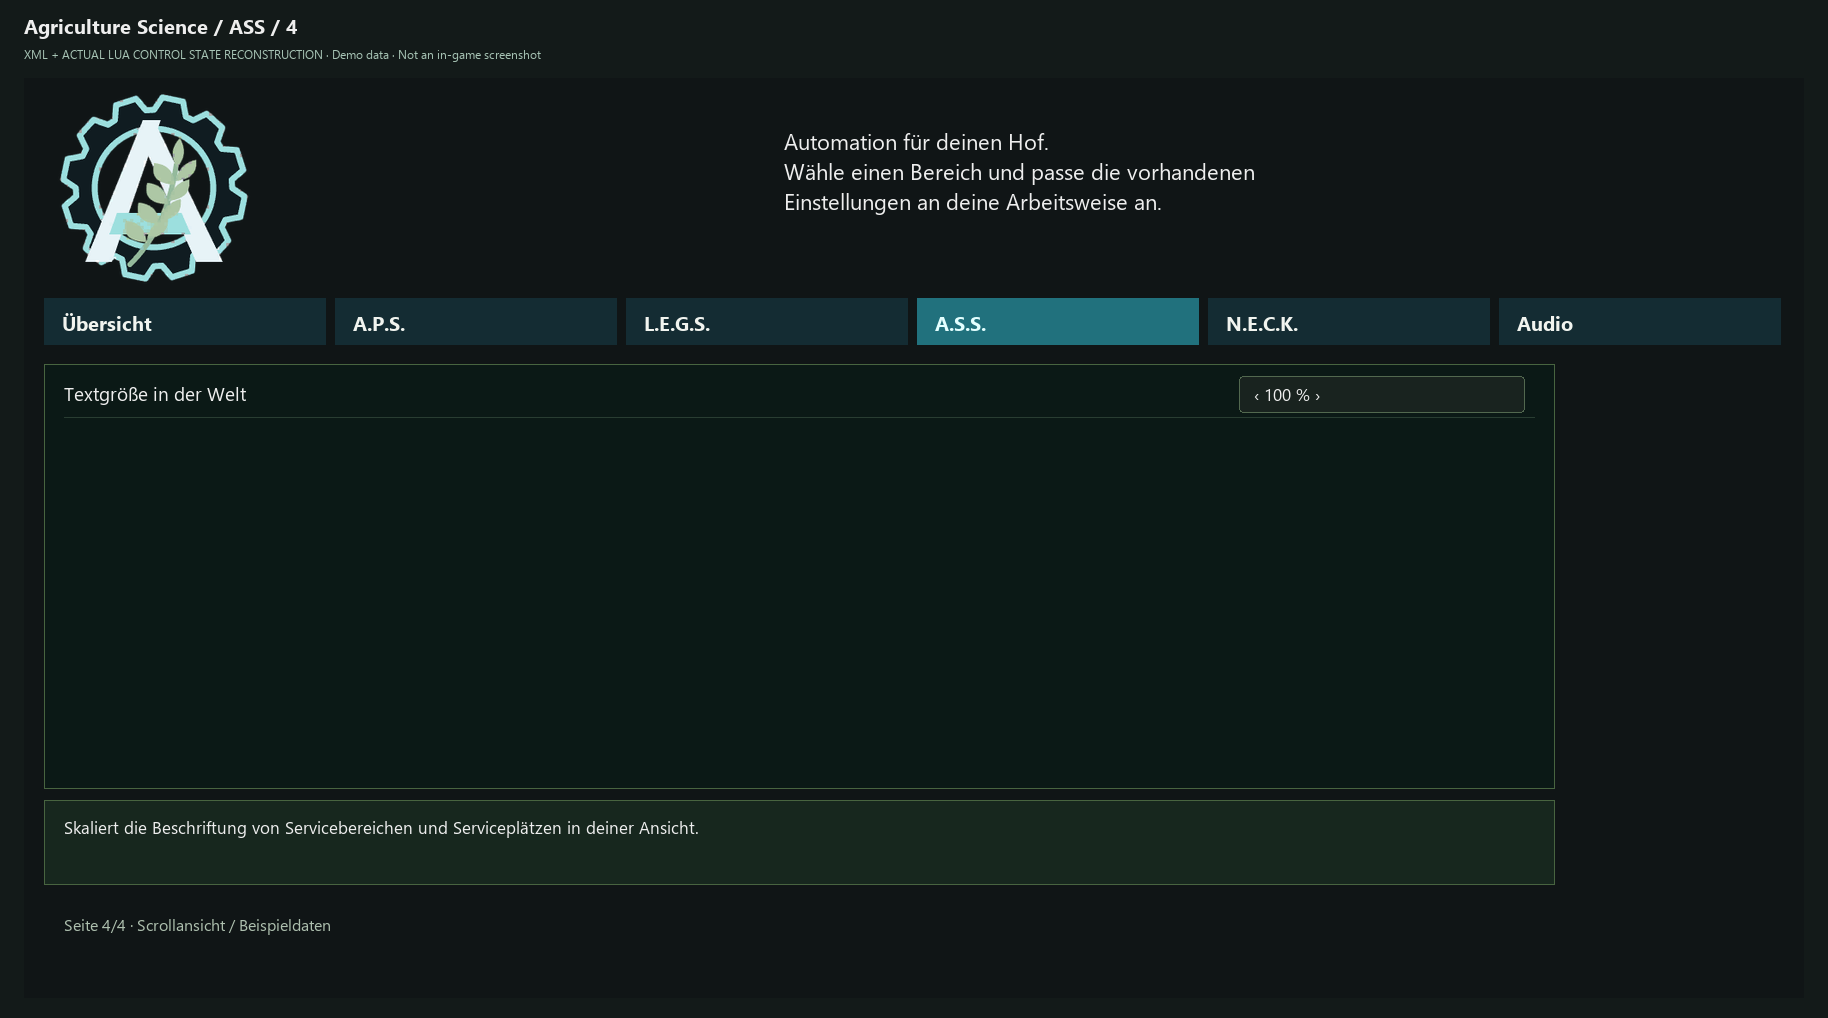 Agriculture Science / ASS / 4
XML + ACTUAL LUA CONTROL STATE RECONSTRUCTION · Demo data · Not an in-game screenshot
Automation für deinen Hof.
Wähle einen Bereich und passe die vorhandenen
Einstellungen an deine Arbeitsweise an.
Übersicht
A.P.S.
L.E.G.S.
A.S.S.
N.E.C.K.
Audio
Textgröße in der Welt
‹ 100 % ›
Skaliert die Beschriftung von Servicebereichen und Serviceplätzen in deiner Ansicht.
Seite 4/4 · Scrollansicht / Beispieldaten